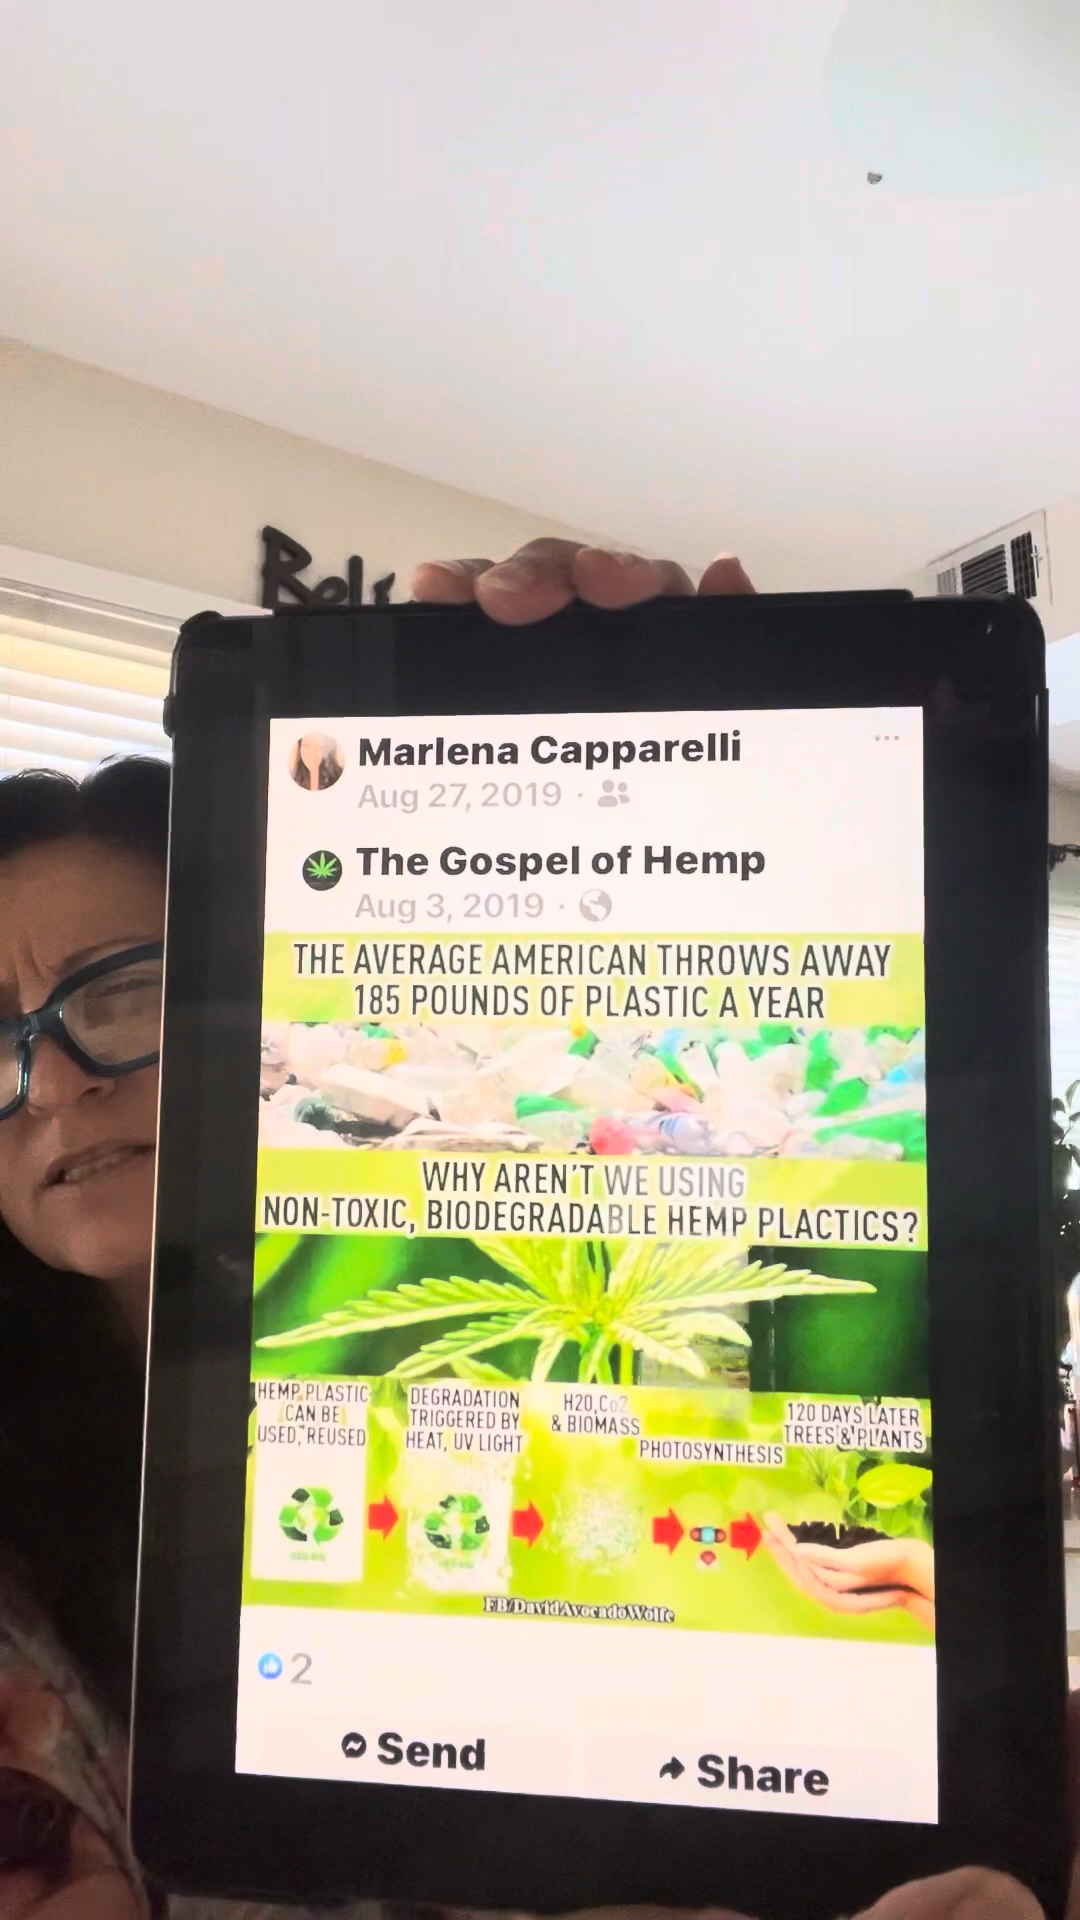 Marlena Capparelli
Aug 27, 2019 ·
The Gospel of Hemp
Aug 3, 2019 ·
THE AVERAGE AMERICAN THROWS AWAY
185 POUNDS OF PLASTIC A YEAR
WHY AREN'T WE USING
NON-TOXIC, BIODEGRADABLE HEMP PLACTICS?
HEMP PLASTIC
CAN BE
USED, REUSED
DEGRADATION
TRIGGERED BY
HEAT, UV LIGHT
H20,Co2
& BIOMASS
PHOTOSYNTHESIS
120 DAYS LATER
TREES & PLANTS
FB/DavidAvocadoWolfe
2
Send
Share